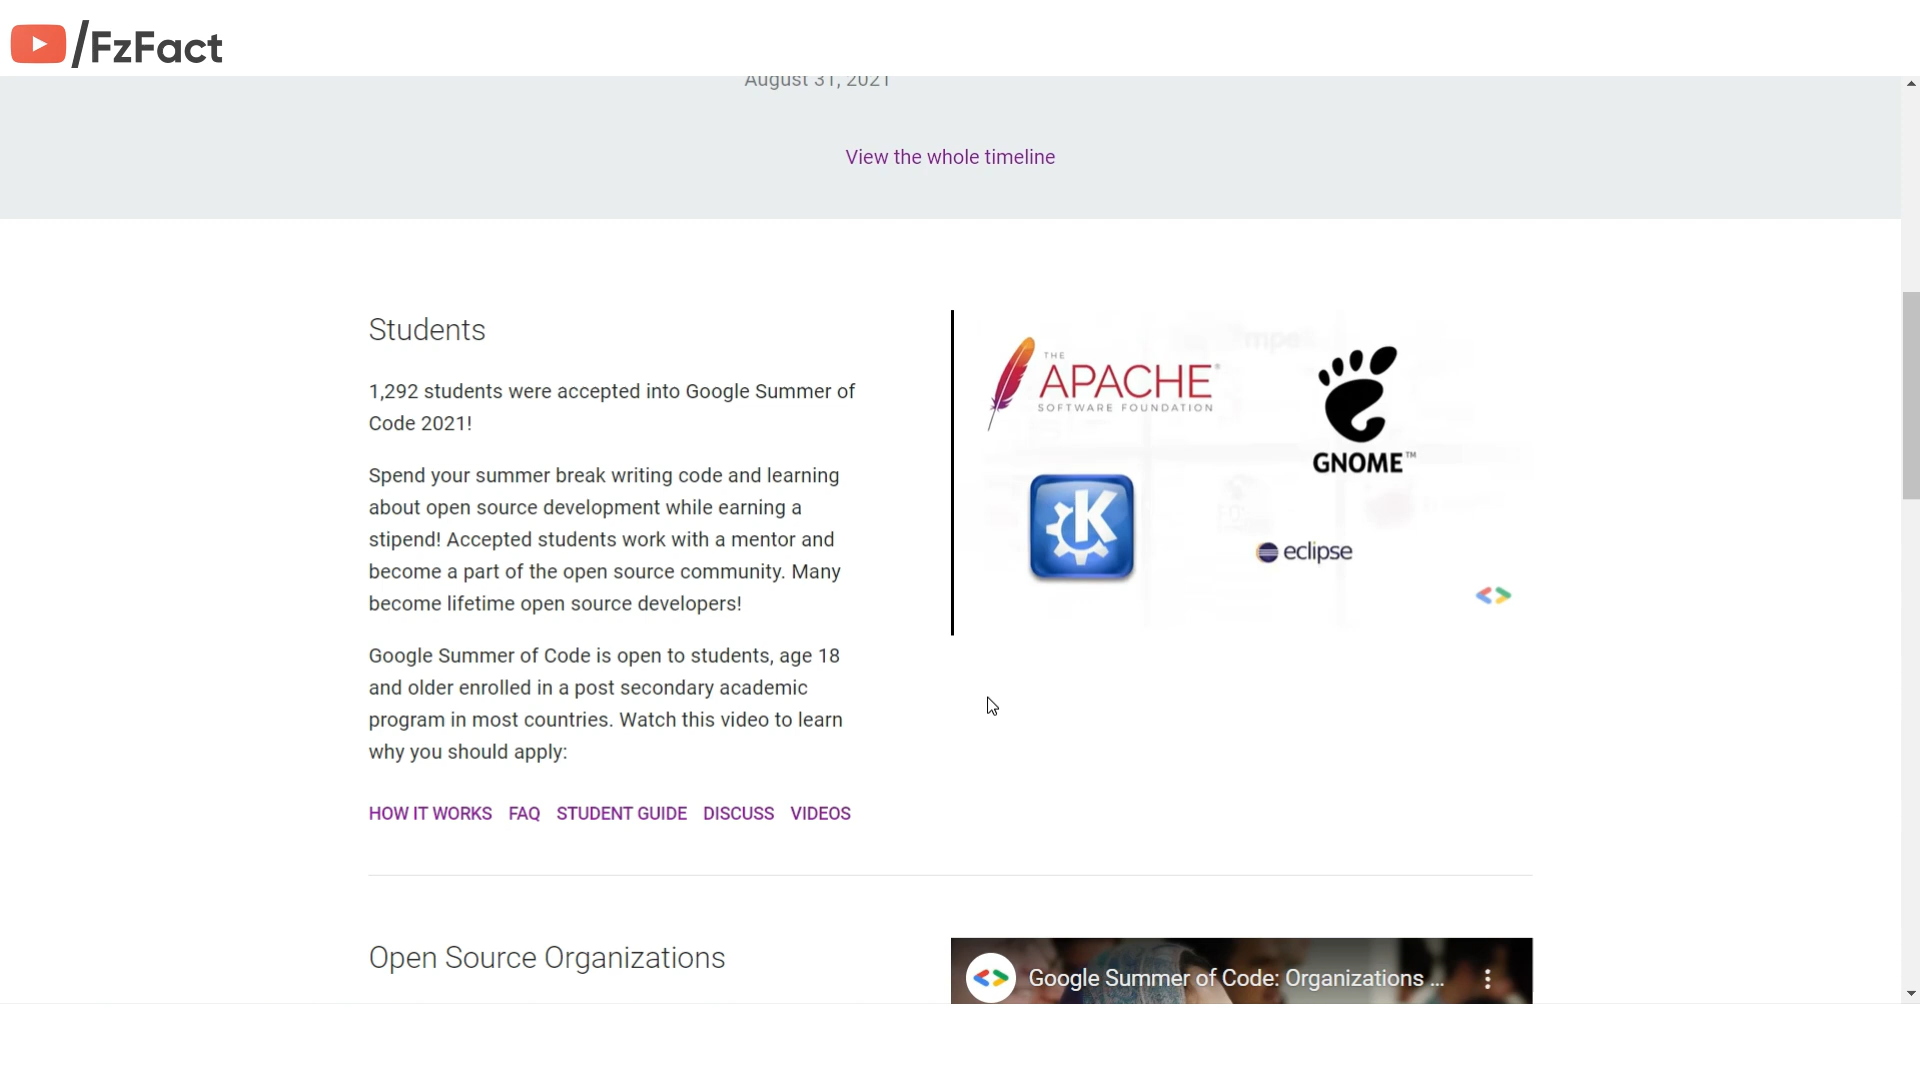 /FzFact
August 31, 2021
View the whole timeline
Students
1,292 students were accepted into Google Summer of
Code 2021!
Spend your summer break writing code and learning
about open source development while earning a
stipend! Accepted students work with a mentor and
become a part of the open source community. Many
become lifetime open source developers!
Google Summer of Code is open to students, age 18
and older enrolled in a post secondary academic
program in most countries. Watch this video to learn
why you should apply:
HOW IT WORKS FAQ STUDENT GUIDE DISCUSS VIDEOS
THE
APACHE®
SOFTWARE FOUNDATION
GNOME™
K
eclipse
Open Source Organizations
Google Summer of Code: Organizations ...